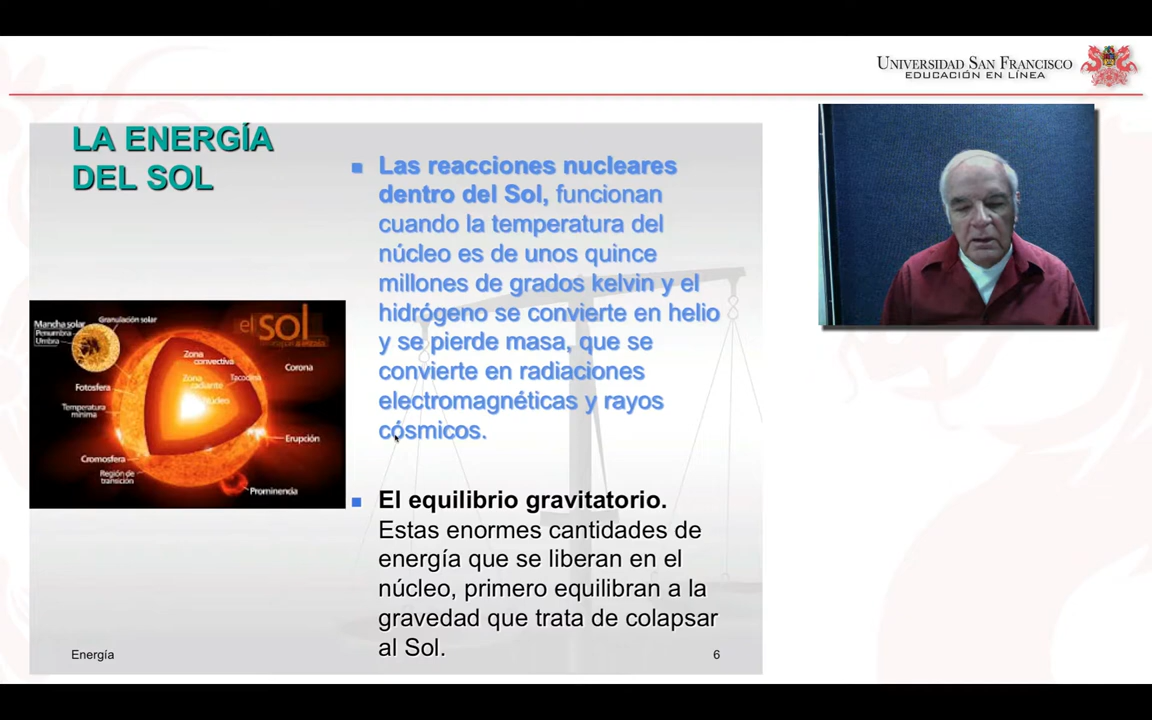 UNIVERSIDAD SAN FRANCISCO
EDUCACIÓN EN LÍNEA
LA ENERGÍA
DEL SOL
Las reacciones nucleares
dentro del Sol, funcionan
cuando la temperatura del
núcleo es de unos quince
millones de grados kelvin y el
hidrógeno se convierte en helio
y se pierde masa, que se
convierte en radiaciones
electromagnéticas y rayos
cósmicos.
El equilibrio gravitatorio.
Estas enormes cantidades de
energía que se liberan en el
núcleo, primero equilibran a la
gravedad que trata de colapsar
al Sol.
el sol
Mancha solar
Penumbra
Umbra
Granulación solar
Zona
convectiva
Zona
radiante
Tacoclina
Núcleo
Corona
Fotosfera
Temperatura
mínima
Erupción
Cromosfera
Región de
transición
Prominencia
Energía
6